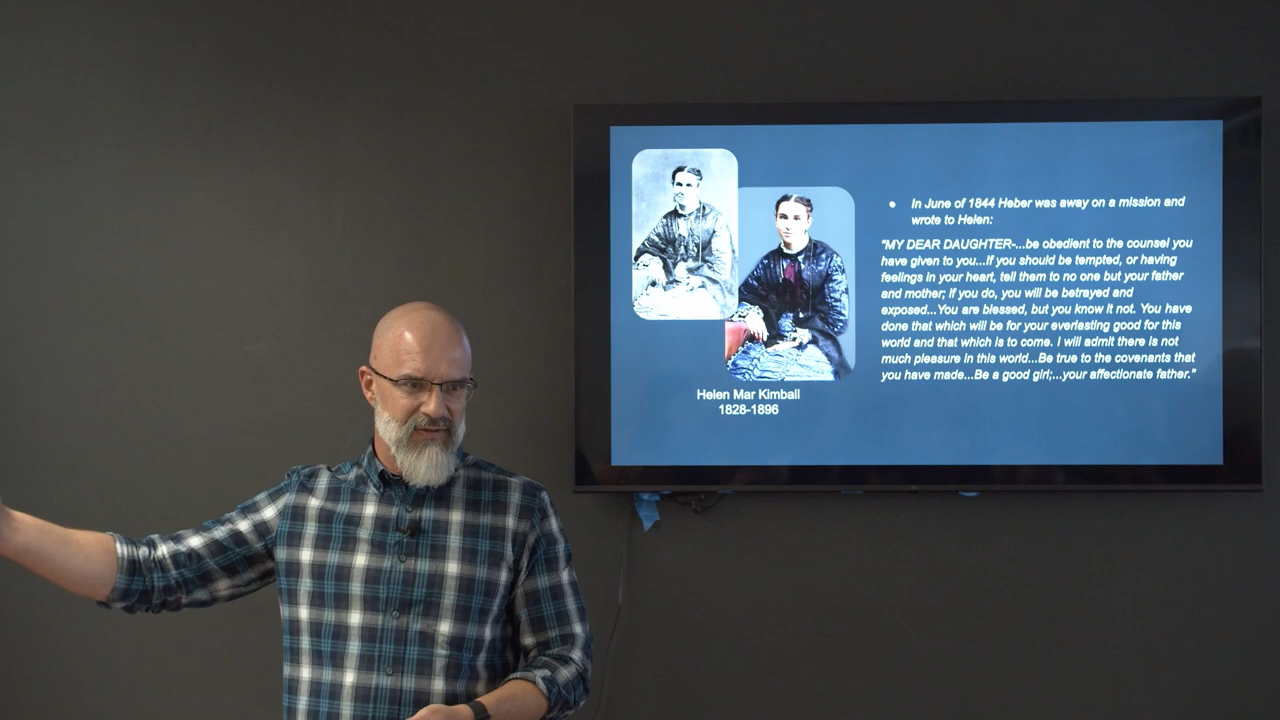 In June of 1844 Heber was away on a mission and
wrote to Helen:
"MY DEAR DAUGHTER-...be obedient to the counsel you
have given to you...If you should be tempted, or having
feelings in your heart, tell them to no one but your father
and mother; if you do, you will be betrayed and
exposed...You are blessed, but you know it not. You have
done that which will be for your everlasting good for this
world and that which is to come. I will admit there is not
much pleasure in this world...Be true to the covenants that
you have made...Be a good girl;...your affectionate father."
Helen Mar Kimball
1828-1896